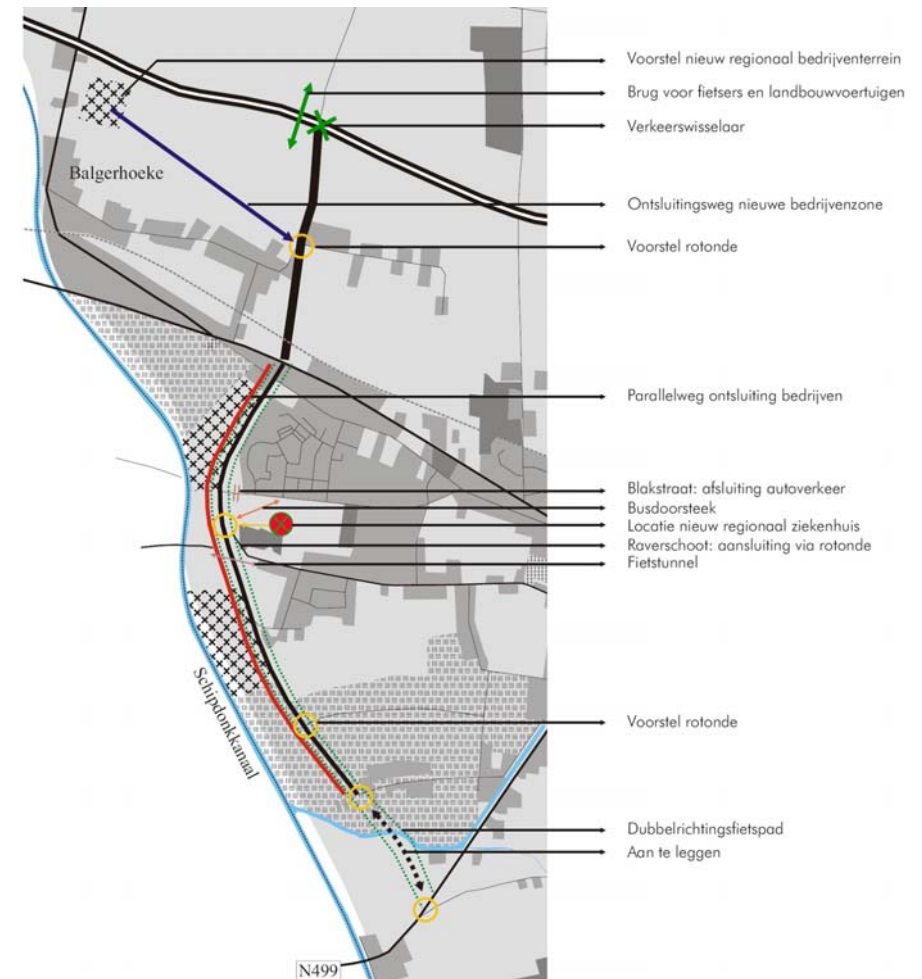 Voorstel nieuw regionaal bedrijventerrein
Brug voor fietsers en landbouwvoertuigen
Verkeerswisselaar
Balgerhoeke
Ontsluitingsweg nieuwe bedrijvenzone
Voorstel rotonde
Parallelweg ontsluiting bedrijven
Blakstraat: afsluiting autoverkeer
Busdoorsteek
Locatie nieuw regionaal ziekenhuis
Raverschoot: aansluiting via rotonde
Fietstunnel
Schipdonkkanaal
Voorstel rotonde
Dubbelrichtingsfietspad
Aan te leggen
N499